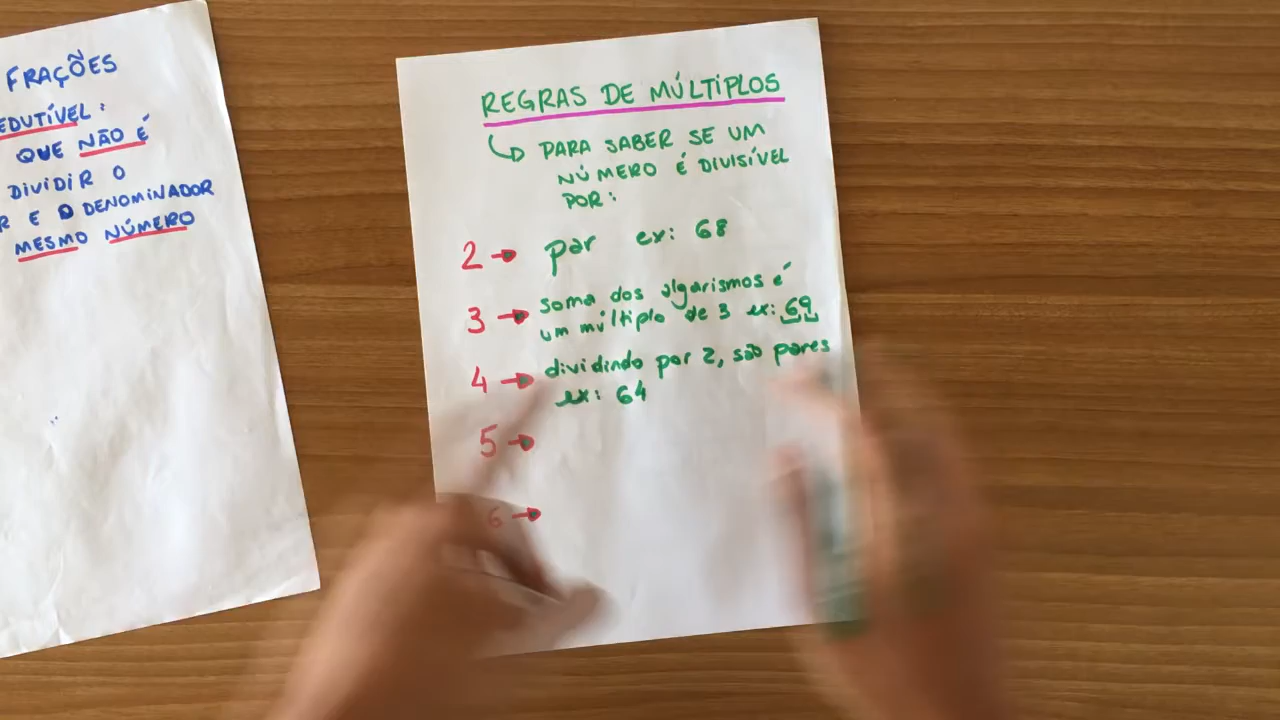 FRAÇÕES
EDUTÍVEL:
QUE NÃO É
DIVIDIR O
R E O DENOMINADOR
MESMO NÚMERO
REGRAS DE MÚLTIPLOS
PARA SABER SE UM
NÚMERO É DIVISÍVEL
POR:
2 → par ex: 68
3 → soma dos algarismos é
um múltiplo de 3 ex: 69
4 → dividindo por 2, são pares
ex: 64
5 →
6 →